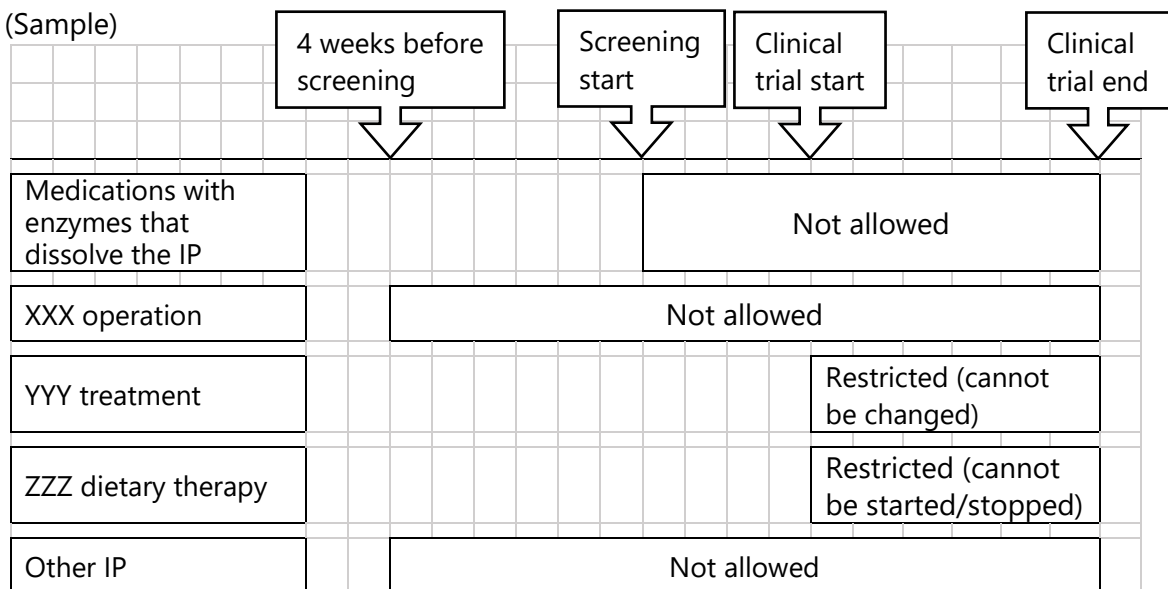 (Sample)
4 weeks before
screening
Screening
start
Clinical
trial start
Clinical
trial end
Medications with
enzymes that
dissolve the IP
Not allowed
XXX operation
Not allowed
YYY treatment
Restricted (cannot
be changed)
ZZZ dietary therapy
Restricted (cannot
be started/stopped)
Other IP
Not allowed